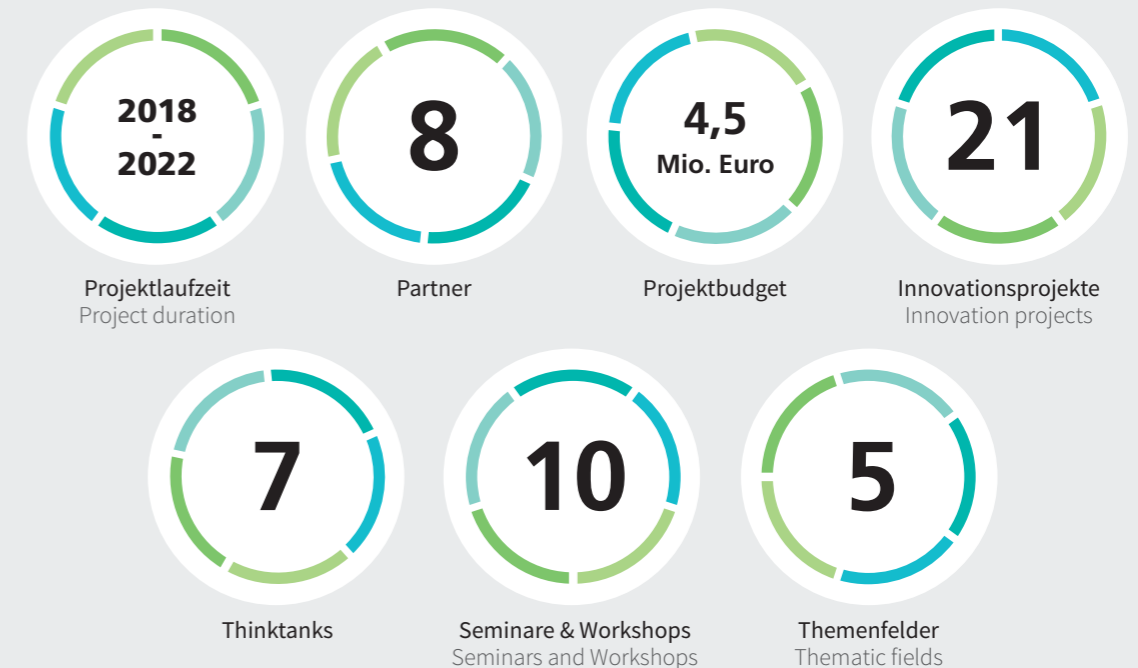 2018
-
2022
Projektlaufzeit
Project duration
8
Partner
4,5
Mio. Euro
Projektbudget
21
Innovationsprojekte
Innovation projects
7
Thinktanks
10
Seminare & Workshops
Seminars and Workshops
5
Themenfelder
Thematic fields